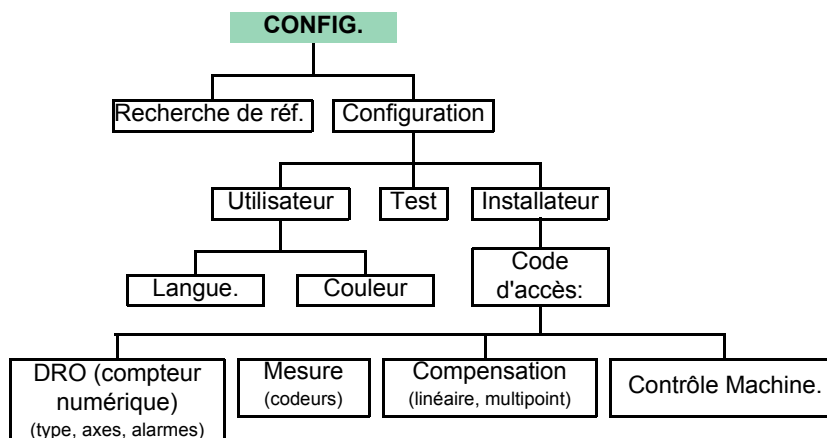 CONFIG.
Recherche de réf.
Configuration
Utilisateur
Test
Installateur
Langue.
Couleur
Code
d'accès:
DRO (compteur
numérique)
(type, axes, alarmes)
Mesure
(codeurs)
Compensation
(linéaire, multipoint)
Contrôle Machine.